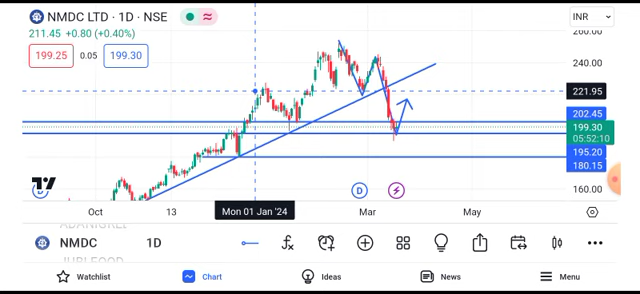 NMDC LTD · 1D · NSE
INR
211.45 +0.80 (+0.40%)
199.25 0.05 199.30
260.00
240.00
221.95
202.45
199.30
05:52:10
195.20
180.15
160.00
Oct 13 Mon 01 Jan '24 Mar May
D E
NMDC 1D
Watchlist Chart Ideas News Menu